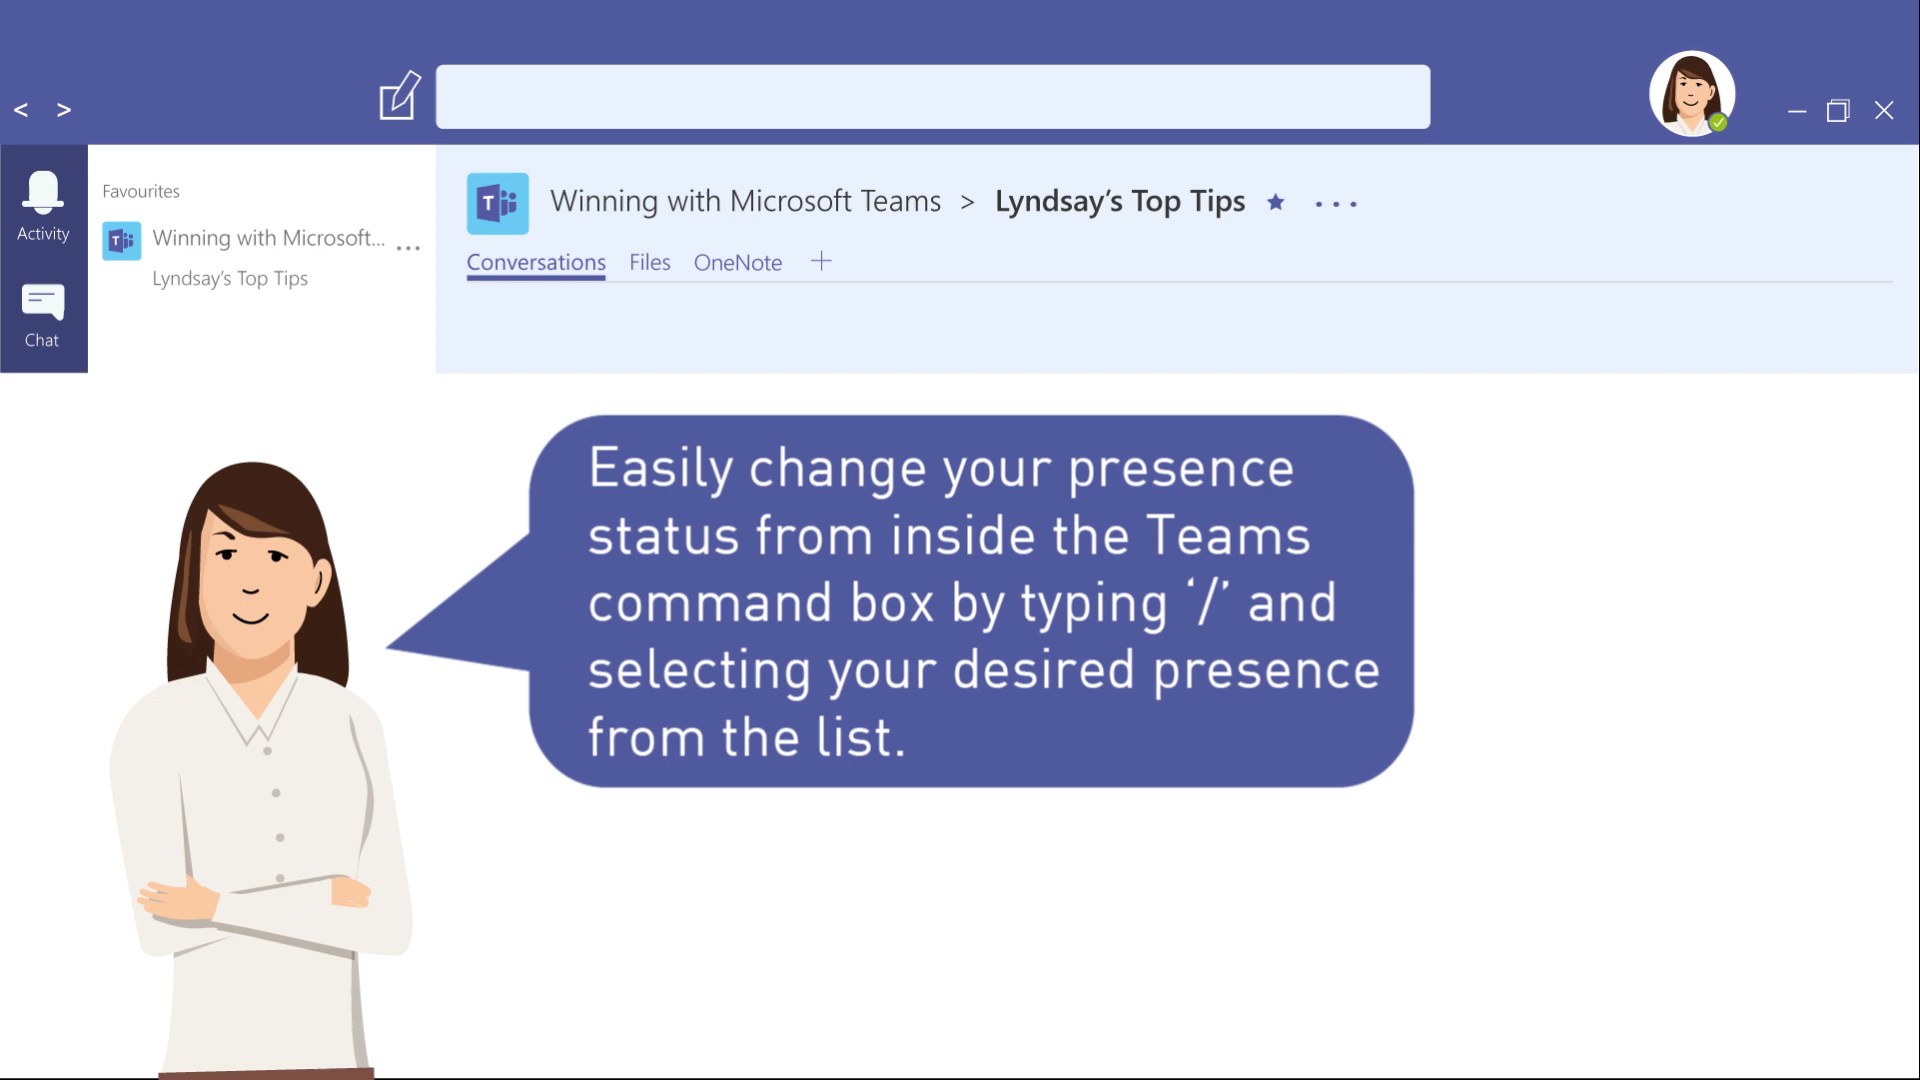 < >
Activity
Chat
Favourites
T Winning with Microsoft... ...
Lyndsay's Top Tips
T Winning with Microsoft Teams > Lyndsay's Top Tips ...
Conversations Files OneNote +
Easily change your presence
status from inside the Teams
command box by typing ‘/’ and
selecting your desired presence
from the list.